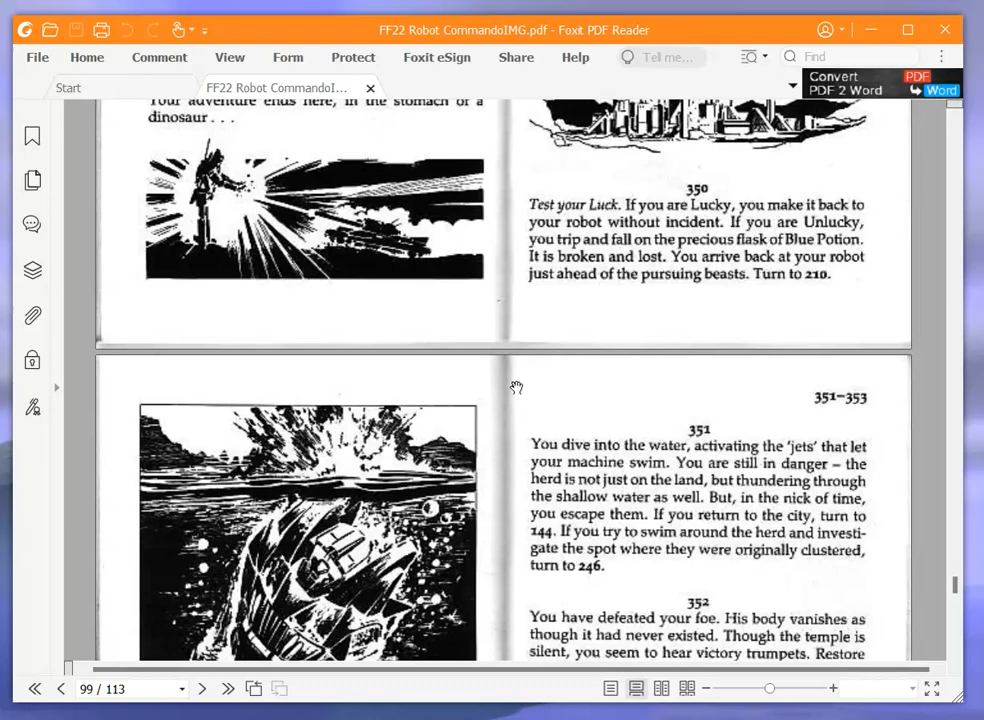 FF22 Robot CommandoIMG.pdf - Foxit PDF Reader
File Home Comment View Form Protect Foxit eSign Share Help Tell me... Find
Start FF22 Robot CommandoI... Convert PDF 2 Word PDF Word
Your adventure ends here, in the stomach of a
dinosaur . . .
350
Test your Luck. If you are Lucky, you make it back to
your robot without incident. If you are Unlucky,
you trip and fall on the precious flask of Blue Potion.
It is broken and lost. You arrive back at your robot
just ahead of the pursuing beasts. Turn to 210.
351–353
351
You dive into the water, activating the 'jets' that let
your machine swim. You are still in danger – the
herd is not just on the land, but thundering through
the shallow water as well. But, in the nick of time,
you escape them. If you return to the city, turn to
144. If you try to swim around the herd and investi-
gate the spot where they were originally clustered,
turn to 246.
352
You have defeated your foe. His body vanishes as
though it had never existed. Though the temple is
silent, you seem to hear victory trumpets. Restore
99 / 113